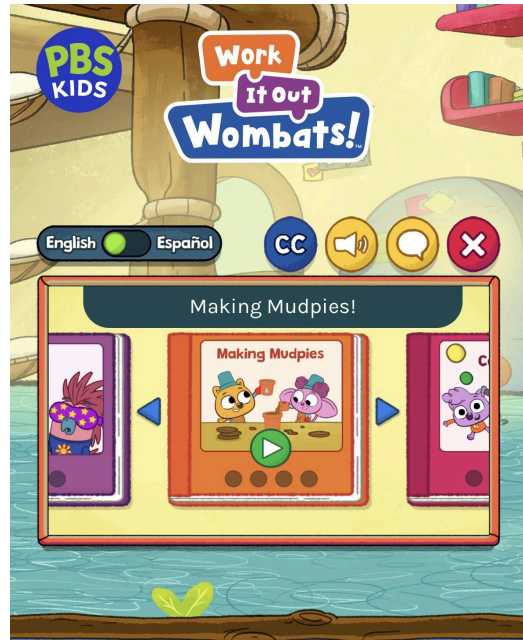 PBS
KIDS
Work
It Out
Wombats!
English
Español
CC
Making Mudpies!
Making Mudpies